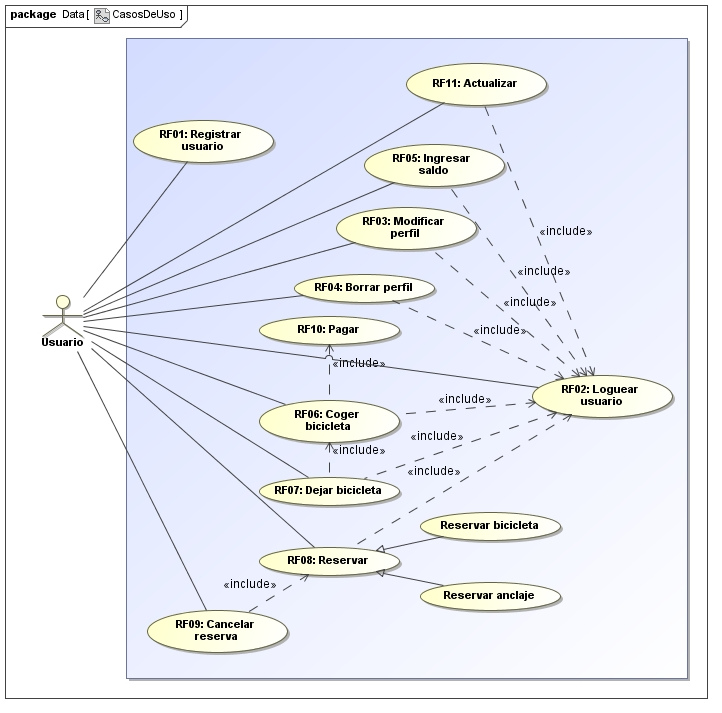 package Data [ CasosDeUso ]
RF11: Actualizar
RF01: Registrar
usuario
RF05: Ingresar
saldo
RF03: Modificar
perfil
«include»
«include»
RF04: Borrar perfil
«include»
RF10: Pagar
«include»
Usuario
«include»
RF02: Loguear
usuario
«include»
RF06: Coger
bicicleta
«include»
«include»
«include»
RF07: Dejar bicicleta
Reservar bicicleta
RF08: Reservar
«include»
Reservar anclaje
RF09: Cancelar
reserva